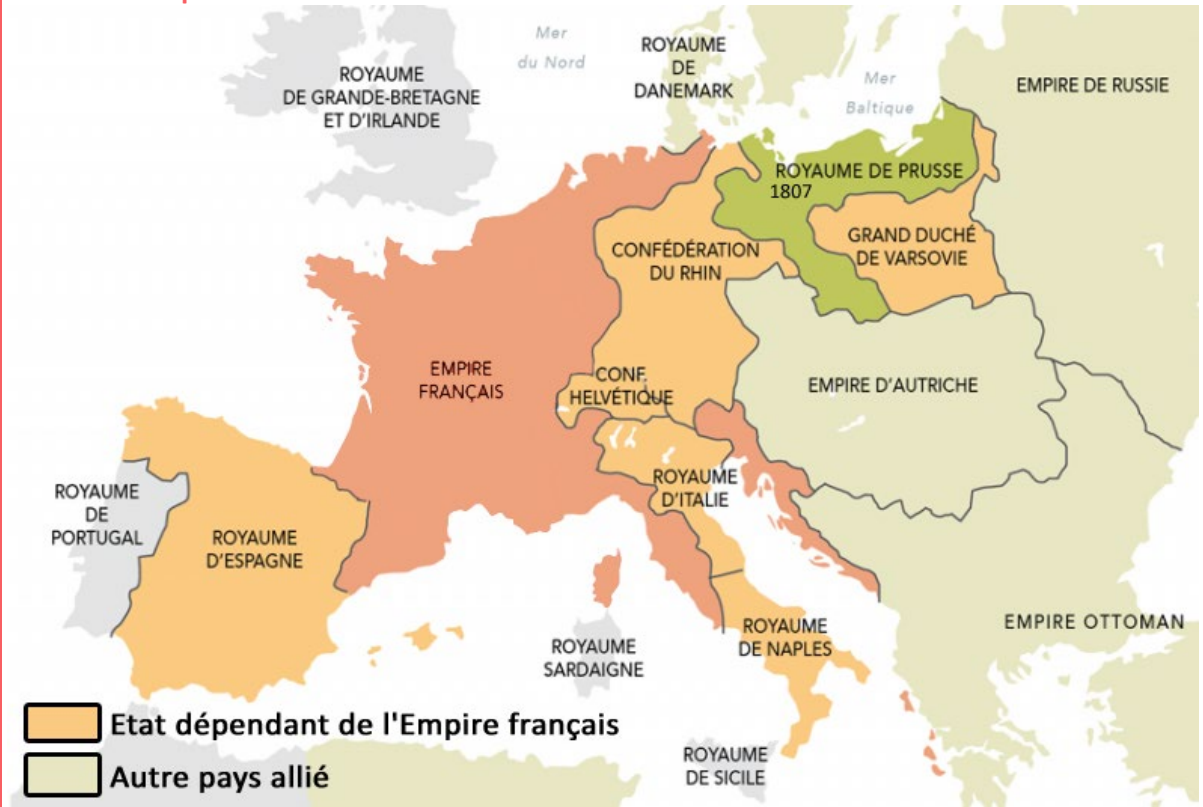 Mer
du Nord
ROYAUME
DE
DANEMARK
ROYAUME
DE GRANDE-BRETAGNE
ET D'IRLANDE
Mer
Baltique
EMPIRE DE RUSSIE
ROYAUME DE PRUSSE
1807
CONFÉDÉRATION
DU RHIN
GRAND DUCHÉ
DE VARSOVIE
EMPIRE
FRANÇAIS
CONF.
HELVÉTIQUE
EMPIRE D'AUTRICHE
ROYAUME
DE
PORTUGAL
ROYAUME
D'ESPAGNE
ROYAUME
D'ITALIE
ROYAUME
SARDAIGNE
ROYAUME
DE NAPLES
EMPIRE OTTOMAN
ROYAUME
DE SICILE
Etat dépendant de l'Empire français
Autre pays allié